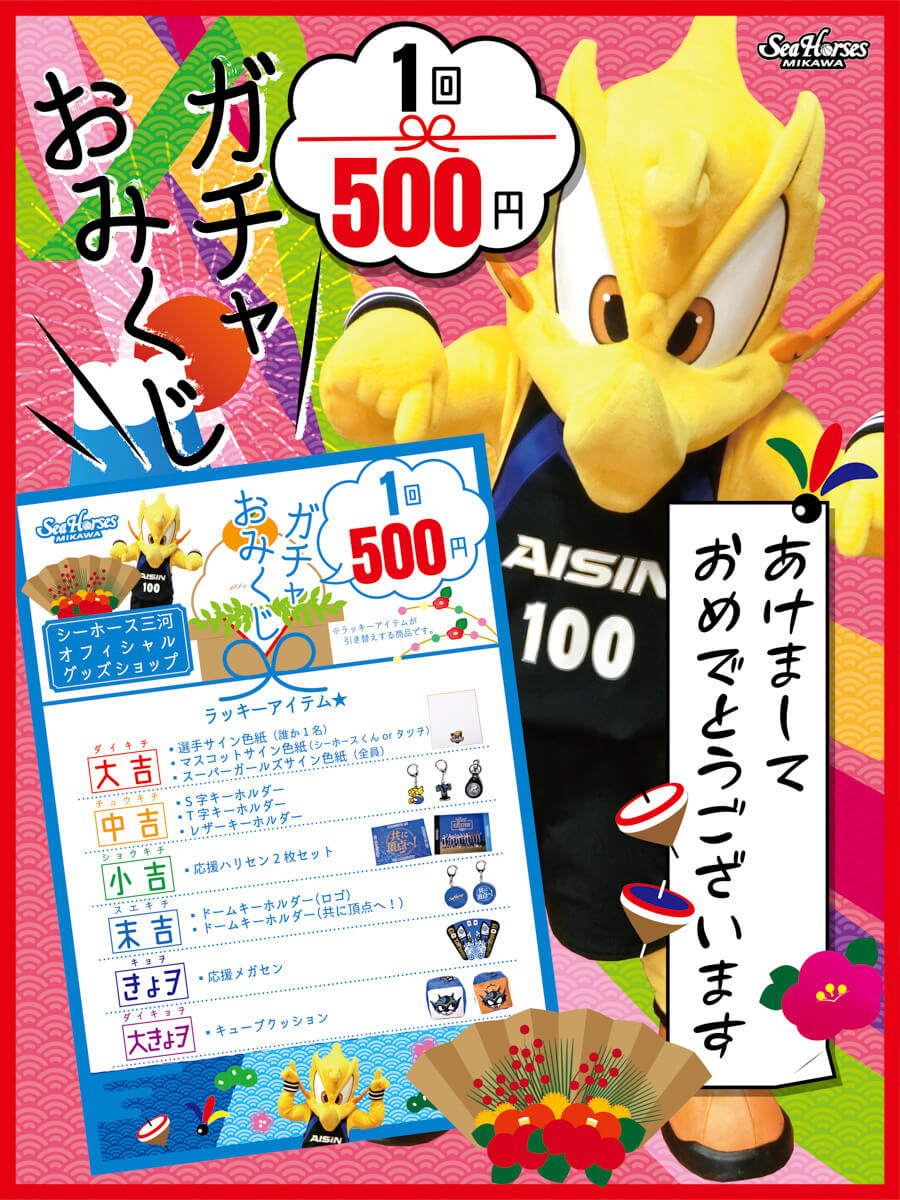 SeaHorses
MIKAWA
ガチャ
おみくじ
1回
500円
AISIN
100
あけまして
おめでとうございます
SeaHorses
MIKAWA
AISIN
100
ガチャ
おみくじ
1回
500円
シーホース三河
オフィシャル
グッズショップ
※ラッキーアイテムが
引き替えする商品です。
ラッキーアイテム★
ダイキチ
大吉
・選手サイン色紙（誰か1名）
・マスコットサイン色紙（シーホースくん or タツヲ）
・スーパーガールズサイン色紙（全員）
チュウキチ
中吉
・S字キーホルダー
・T字キーホルダー
・レザーキーホルダー
ショウキチ
小吉
・応援ハリセン2枚セット
共に
頂点へ！
スエキチ
末吉
・ドームキーホルダー（ロゴ）
・ドームキーホルダー（共に頂点へ！）
キョヲ
きょヲ
・応援メガセン
ダイキョヲ
大きょヲ
・キューブクッション
AISIN